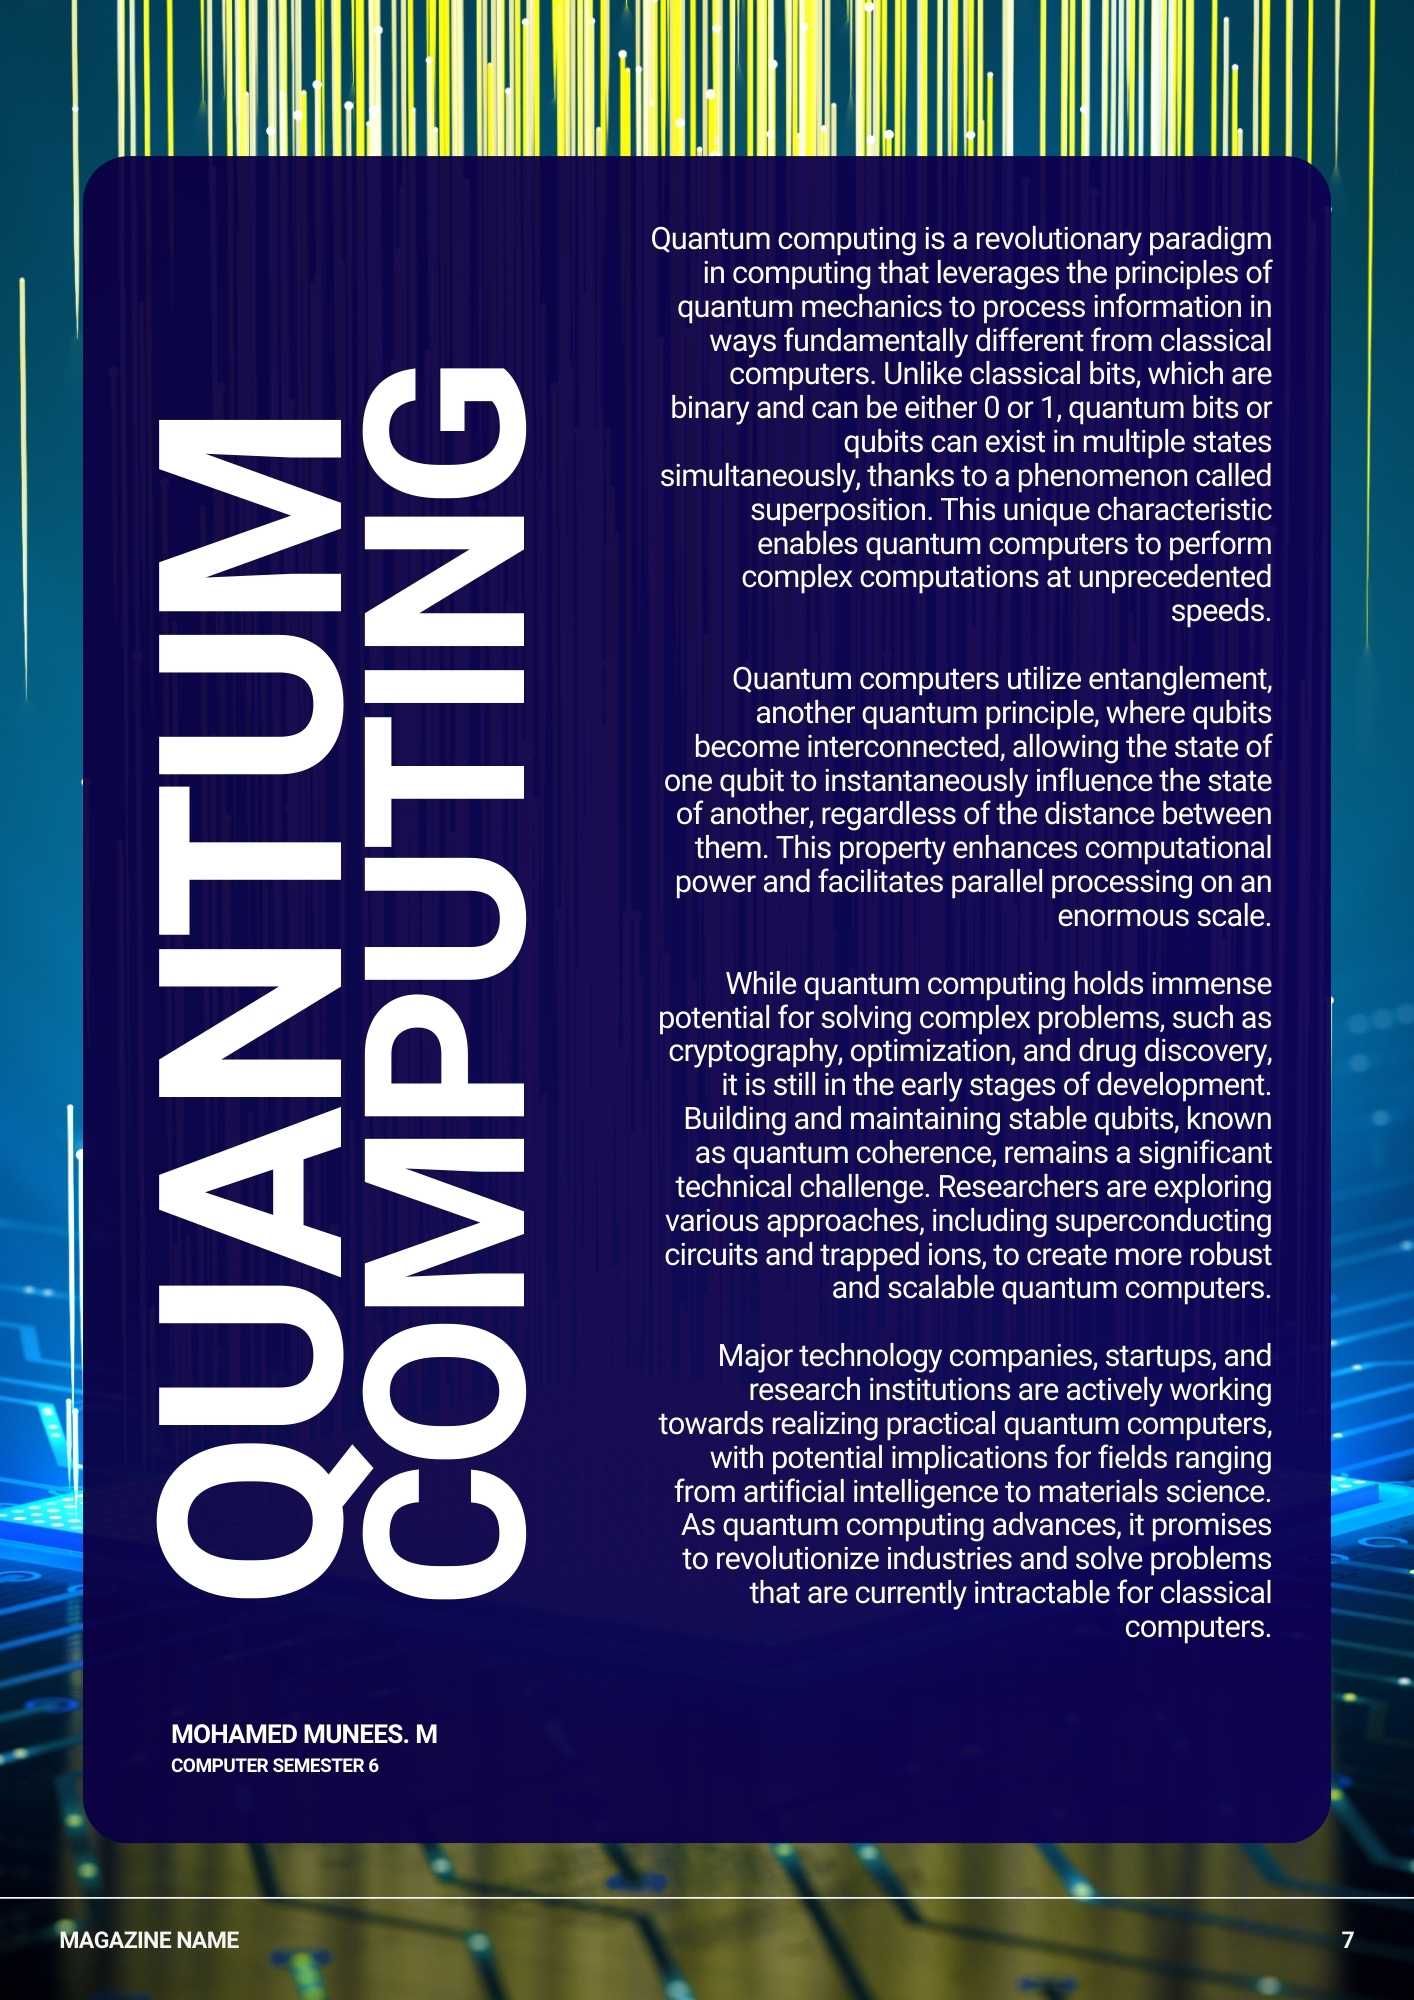 QUANTUM
COMPUTING
Quantum computing is a revolutionary paradigm
in computing that leverages the principles of
quantum mechanics to process information in
ways fundamentally different from classical
computers. Unlike classical bits, which are
binary and can be either 0 or 1, quantum bits or
qubits can exist in multiple states
simultaneously, thanks to a phenomenon called
superposition. This unique characteristic
enables quantum computers to perform
complex computations at unprecedented
speeds.
Quantum computers utilize entanglement,
another quantum principle, where qubits
become interconnected, allowing the state of
one qubit to instantaneously influence the state
of another, regardless of the distance between
them. This property enhances computational
power and facilitates parallel processing on an
enormous scale.
While quantum computing holds immense
potential for solving complex problems, such as
cryptography, optimization, and drug discovery,
it is still in the early stages of development.
Building and maintaining stable qubits, known
as quantum coherence, remains a significant
technical challenge. Researchers are exploring
various approaches, including superconducting
circuits and trapped ions, to create more robust
and scalable quantum computers.
Major technology companies, startups, and
research institutions are actively working
towards realizing practical quantum computers,
with potential implications for fields ranging
from artificial intelligence to materials science.
As quantum computing advances, it promises
to revolutionize industries and solve problems
that are currently intractable for classical
computers.
MOHAMED MUNEES. M
COMPUTER SEMESTER 6
MAGAZINE NAME
7